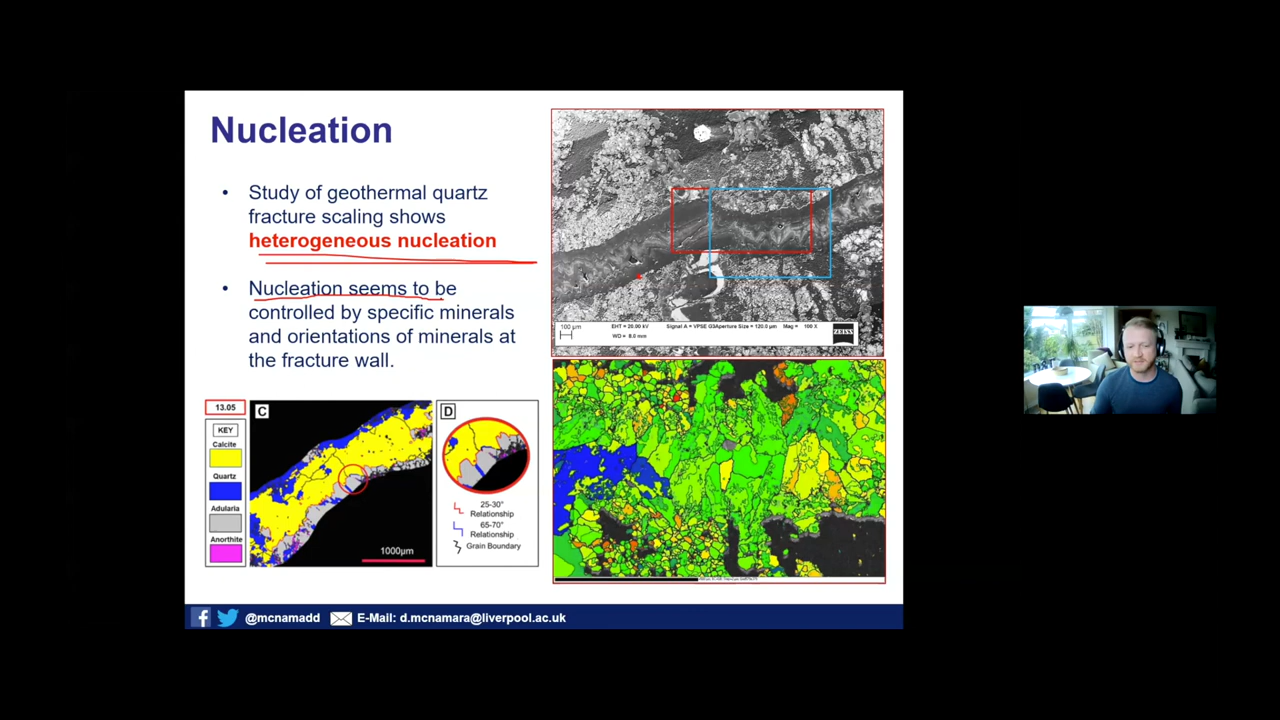 Nucleation
• Study of geothermal quartz
fracture scaling shows
heterogeneous nucleation
• Nucleation seems to be
controlled by specific minerals
and orientations of minerals at
the fracture wall.
100 µm
EHT = 20.00 kV
Signal A = VPSE G3
Aperture Size = 120.0 µm
Mag = 100 X
WD = 8.0 mm
ZEISS
13.05
KEY
Calcite
Quartz
Adularia
Anorthite
C
1000µm
D
25-30°
Relationship
65-70°
Relationship
Grain Boundary
@mcnamadd
E-Mail: d.mcnamara@liverpool.ac.uk